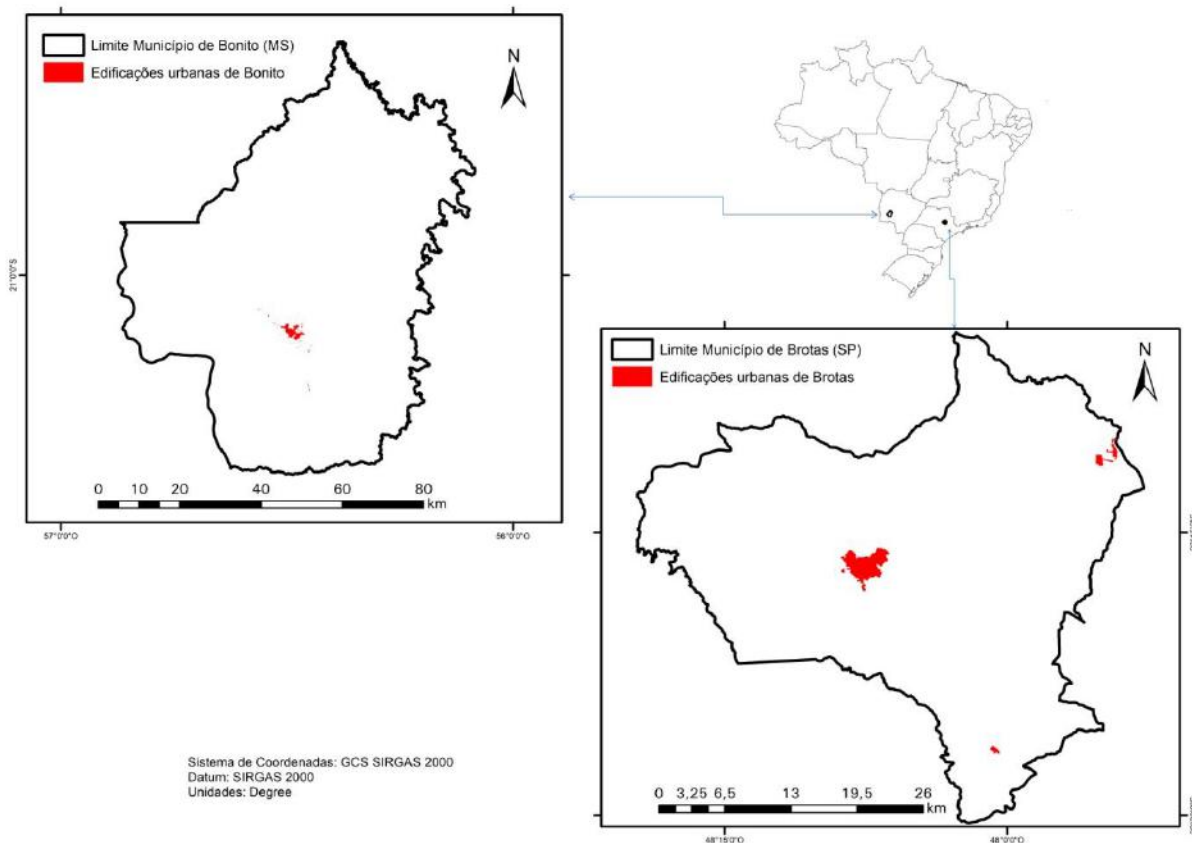 Limite Município de Bonito (MS)
Edificações urbanas de Bonito
N
21°0'0"S
0 10 20 40 60 80
km
57°0'0"O 56°0'0"O
Limite Município de Brotas (SP)
Edificações urbanas de Brotas
N
0 3,25 6,5 13 19,5 26
km
48°15'0"O 48°0'0"O
Sistema de Coordenadas: GCS SIRGAS 2000
Datum: SIRGAS 2000
Unidades: Degree